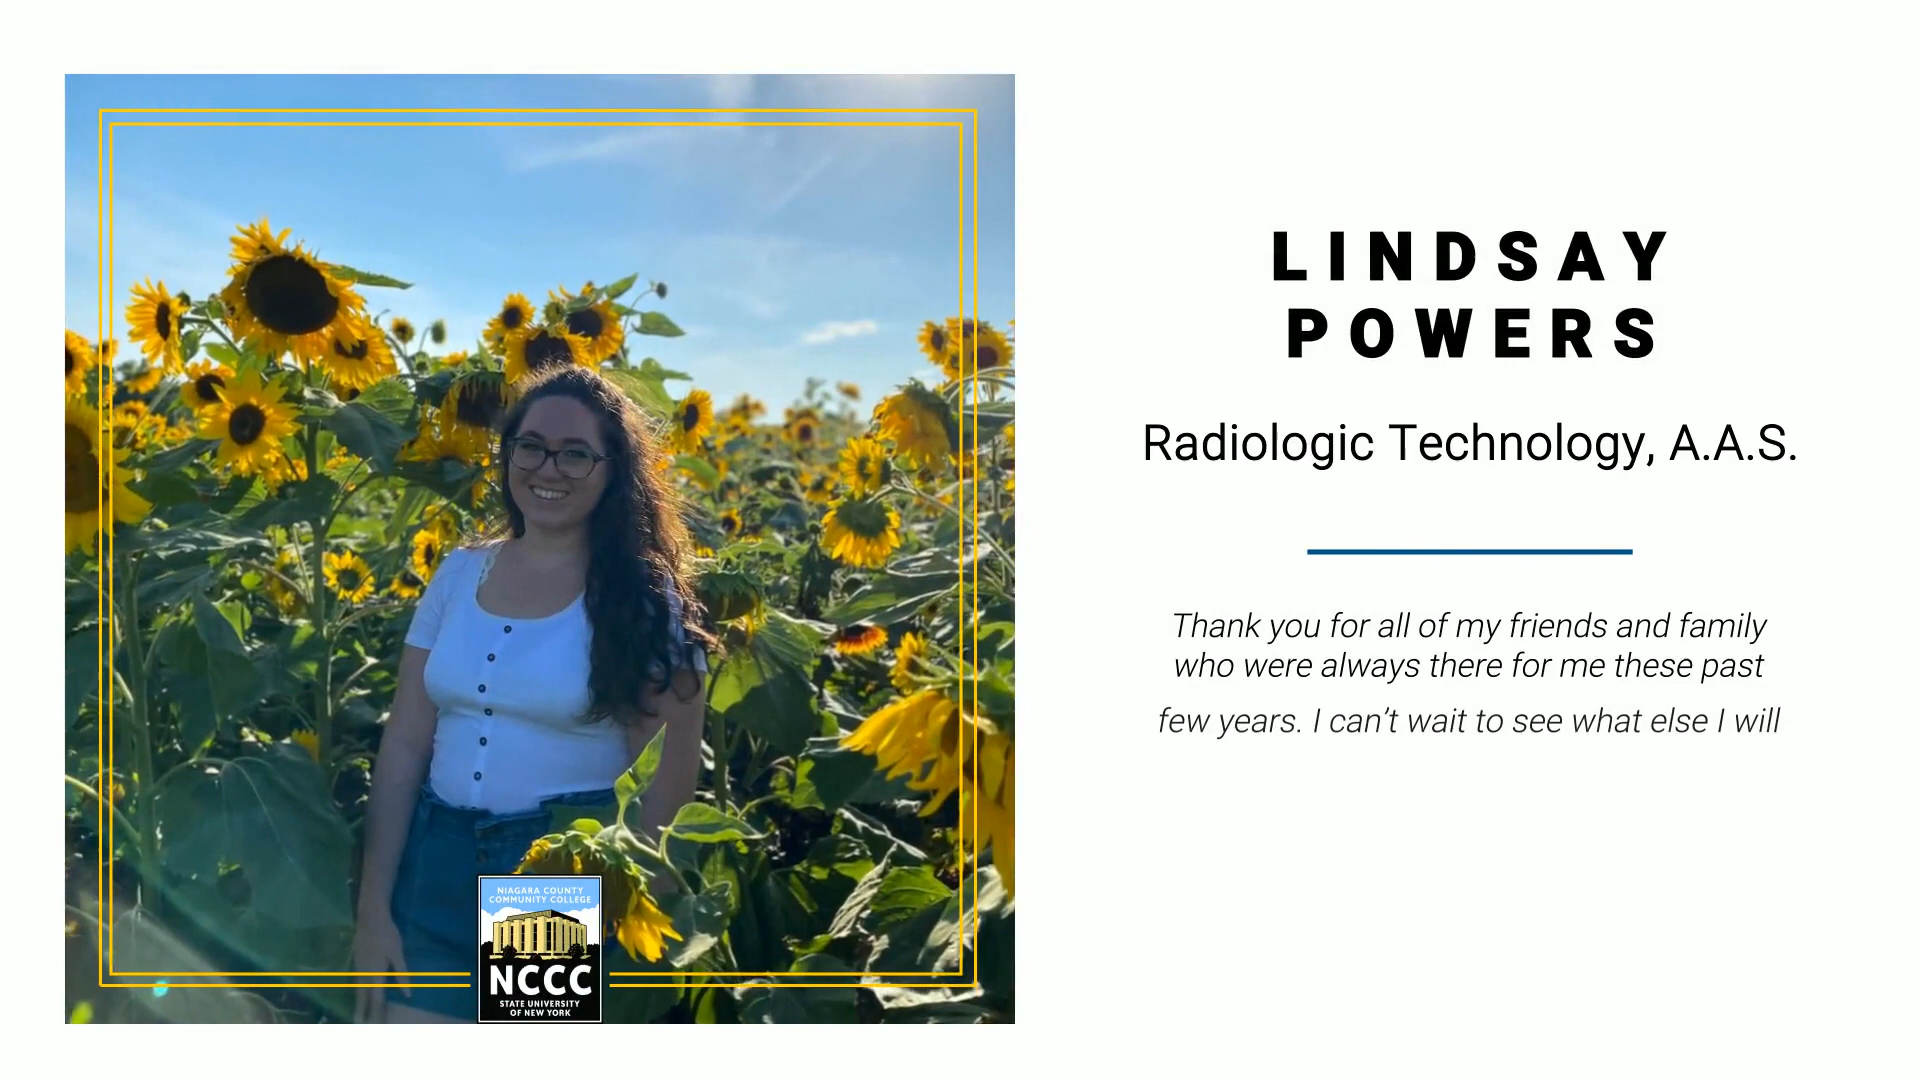 LINDSAY
POWERS
Radiologic Technology, A.A.S.
Thank you for all of my friends and family
who were always there for me these past
few years. I can’t wait to see what else I will
NIAGARA COUNTY
COMMUNITY COLLEGE
NCCC
STATE UNIVERSITY
OF NEW YORK